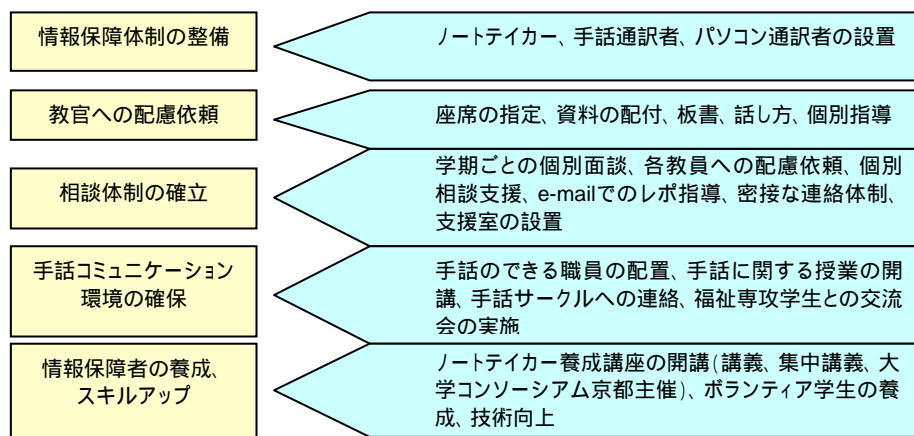 情報保障体制の整備
ノートテイカー、手話通訳者、パソコン通訳者の設置
教官への配慮依頼
座席の指定、資料の配付、板書、話し方、個別指導
相談体制の確立
学期ごとの個別面談、各教員への配慮依頼、個別
相談支援、e-mailでのレポ指導、密接な連絡体制、
支援室の設置
手話コミュニケーション
環境の確保
手話のできる職員の配置、手話に関する授業の開
講、手話サークルへの連絡、福祉専攻学生との交流
会の実施
情報保障者の養成、
スキルアップ
ノートテイカー養成講座の開講(講義、集中講義、大
学コンソーシアム京都主催)、ボランティア学生の養
成、技術向上